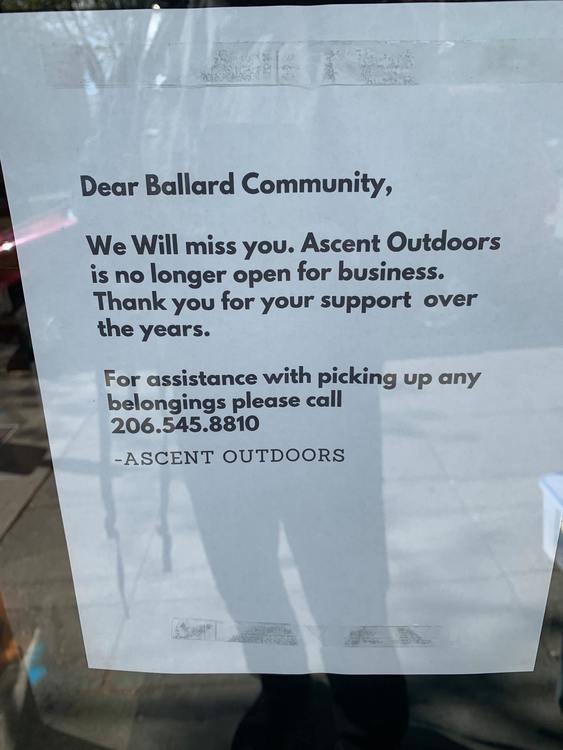 Dear Ballard Community,
We Will miss you. Ascent Outdoors
is no longer open for business.
Thank you for your support over
the years.
For assistance with picking up any
belongings please call
206.545.8810
-ASCENT OUTDOORS